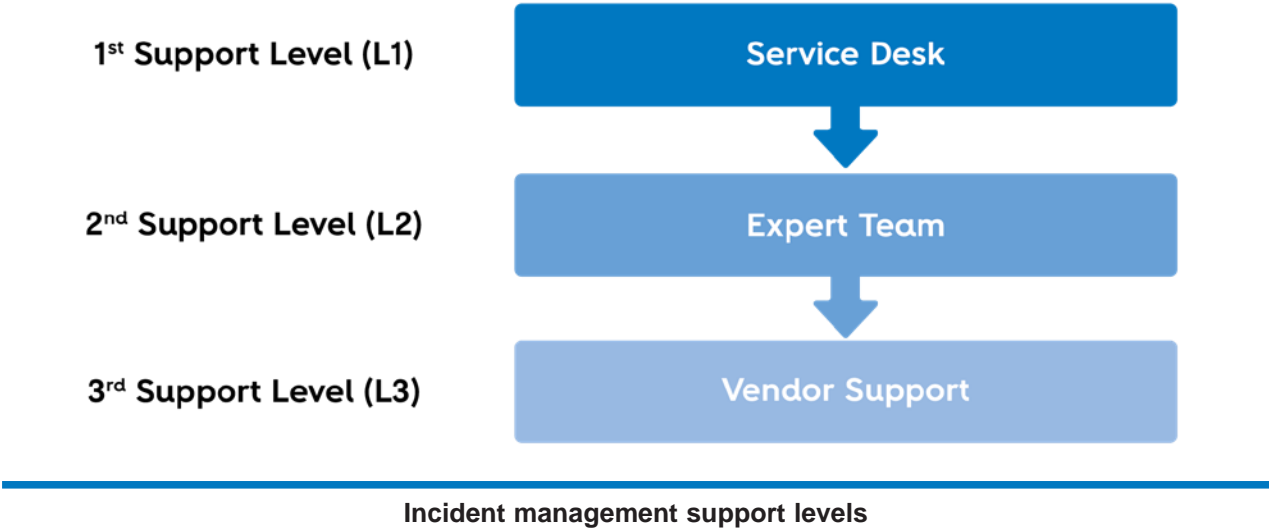 1st Support Level (L1)
Service Desk
2nd Support Level (L2)
Expert Team
3rd Support Level (L3)
Vendor Support
Incident management support levels